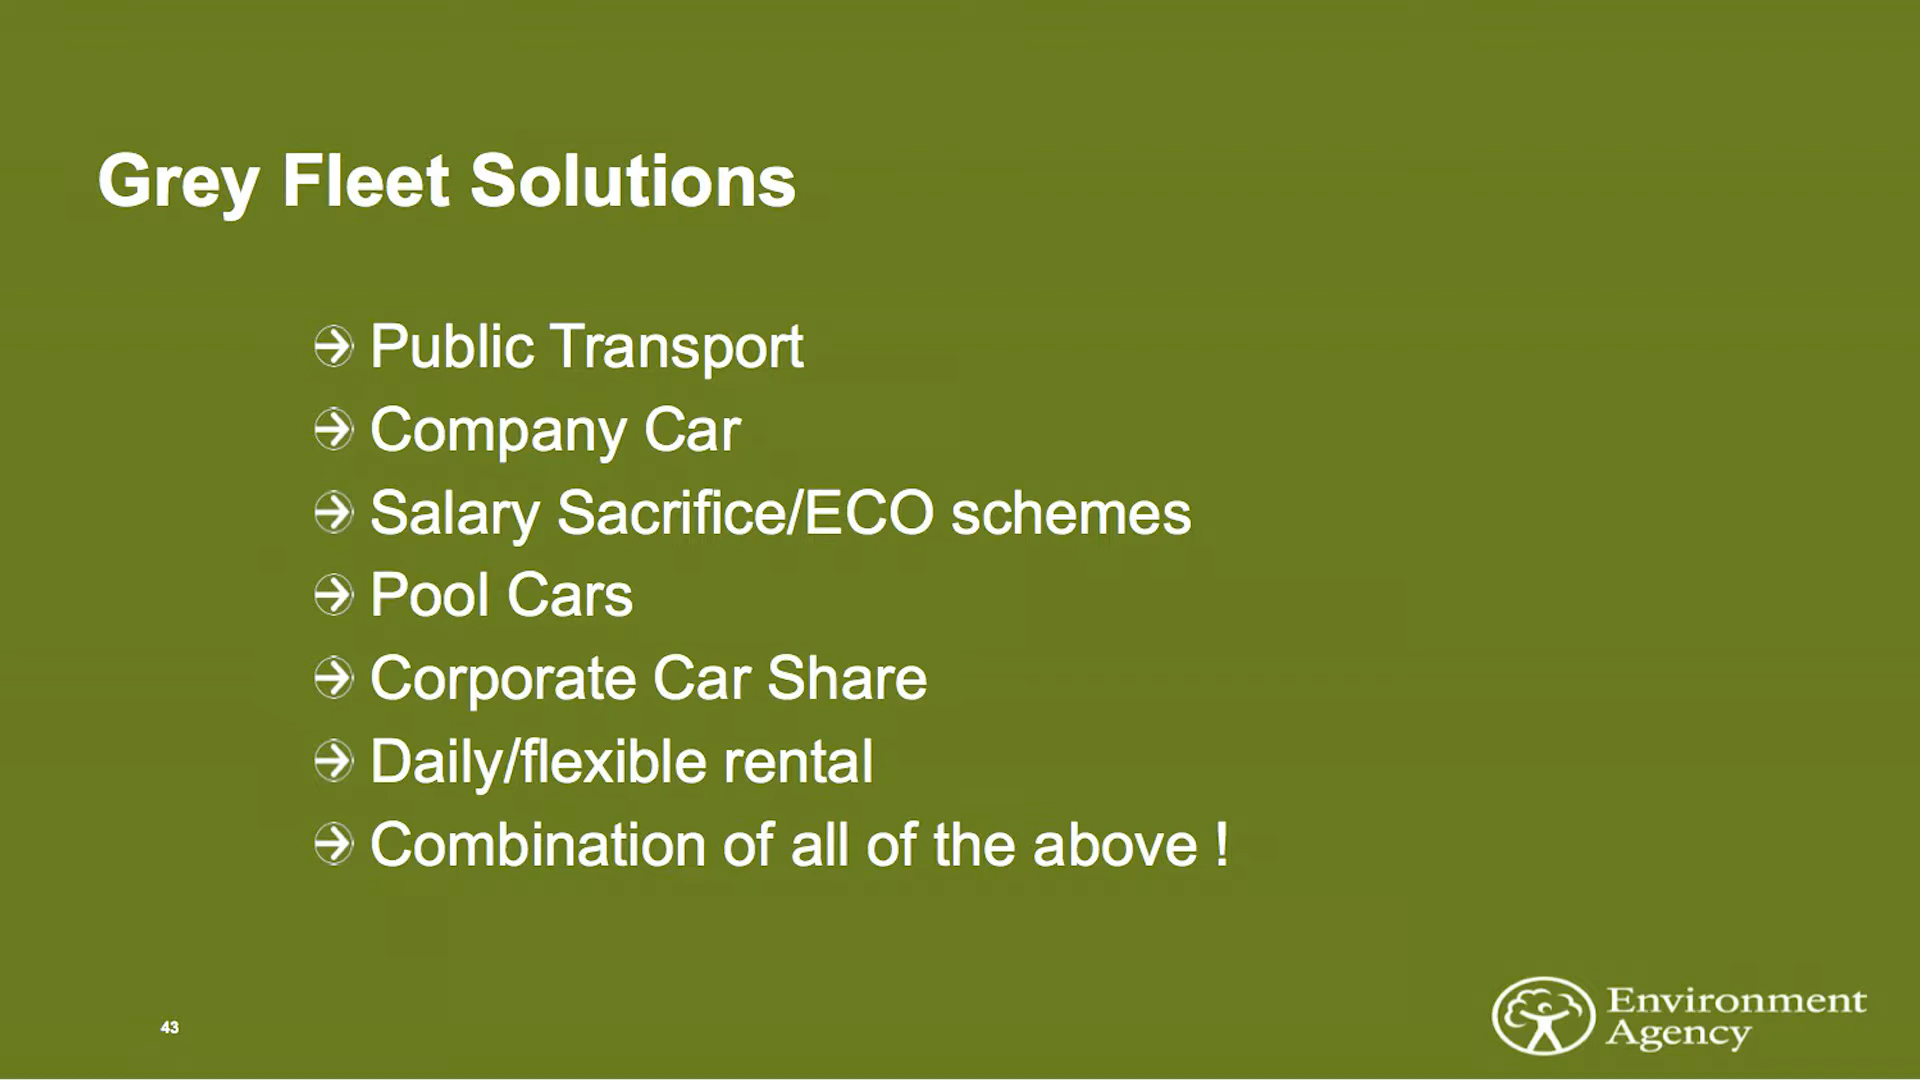 Grey Fleet Solutions
Public Transport
Company Car
Salary Sacrifice/ECO schemes
Pool Cars
Corporate Car Share
Daily/flexible rental
Combination of all of the above !
43
Environment
Agency